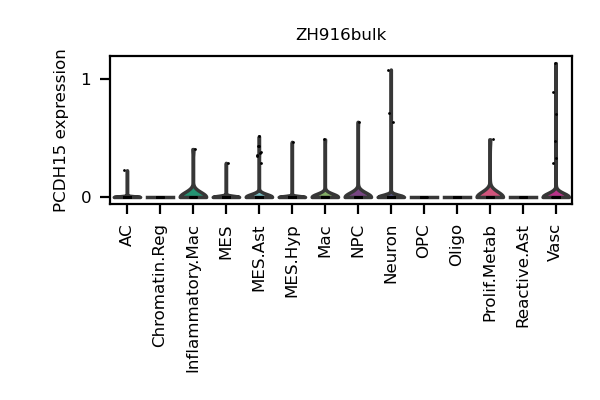 ZH916bulk
PCDH15 expression
1
0
AC
Chromatin.Reg
Inflammatory.Mac
MES
MES.Ast
MES.Hyp
Mac
NPC
Neuron
OPC
Oligo
Prolif.Metab
Reactive.Ast
Vasc